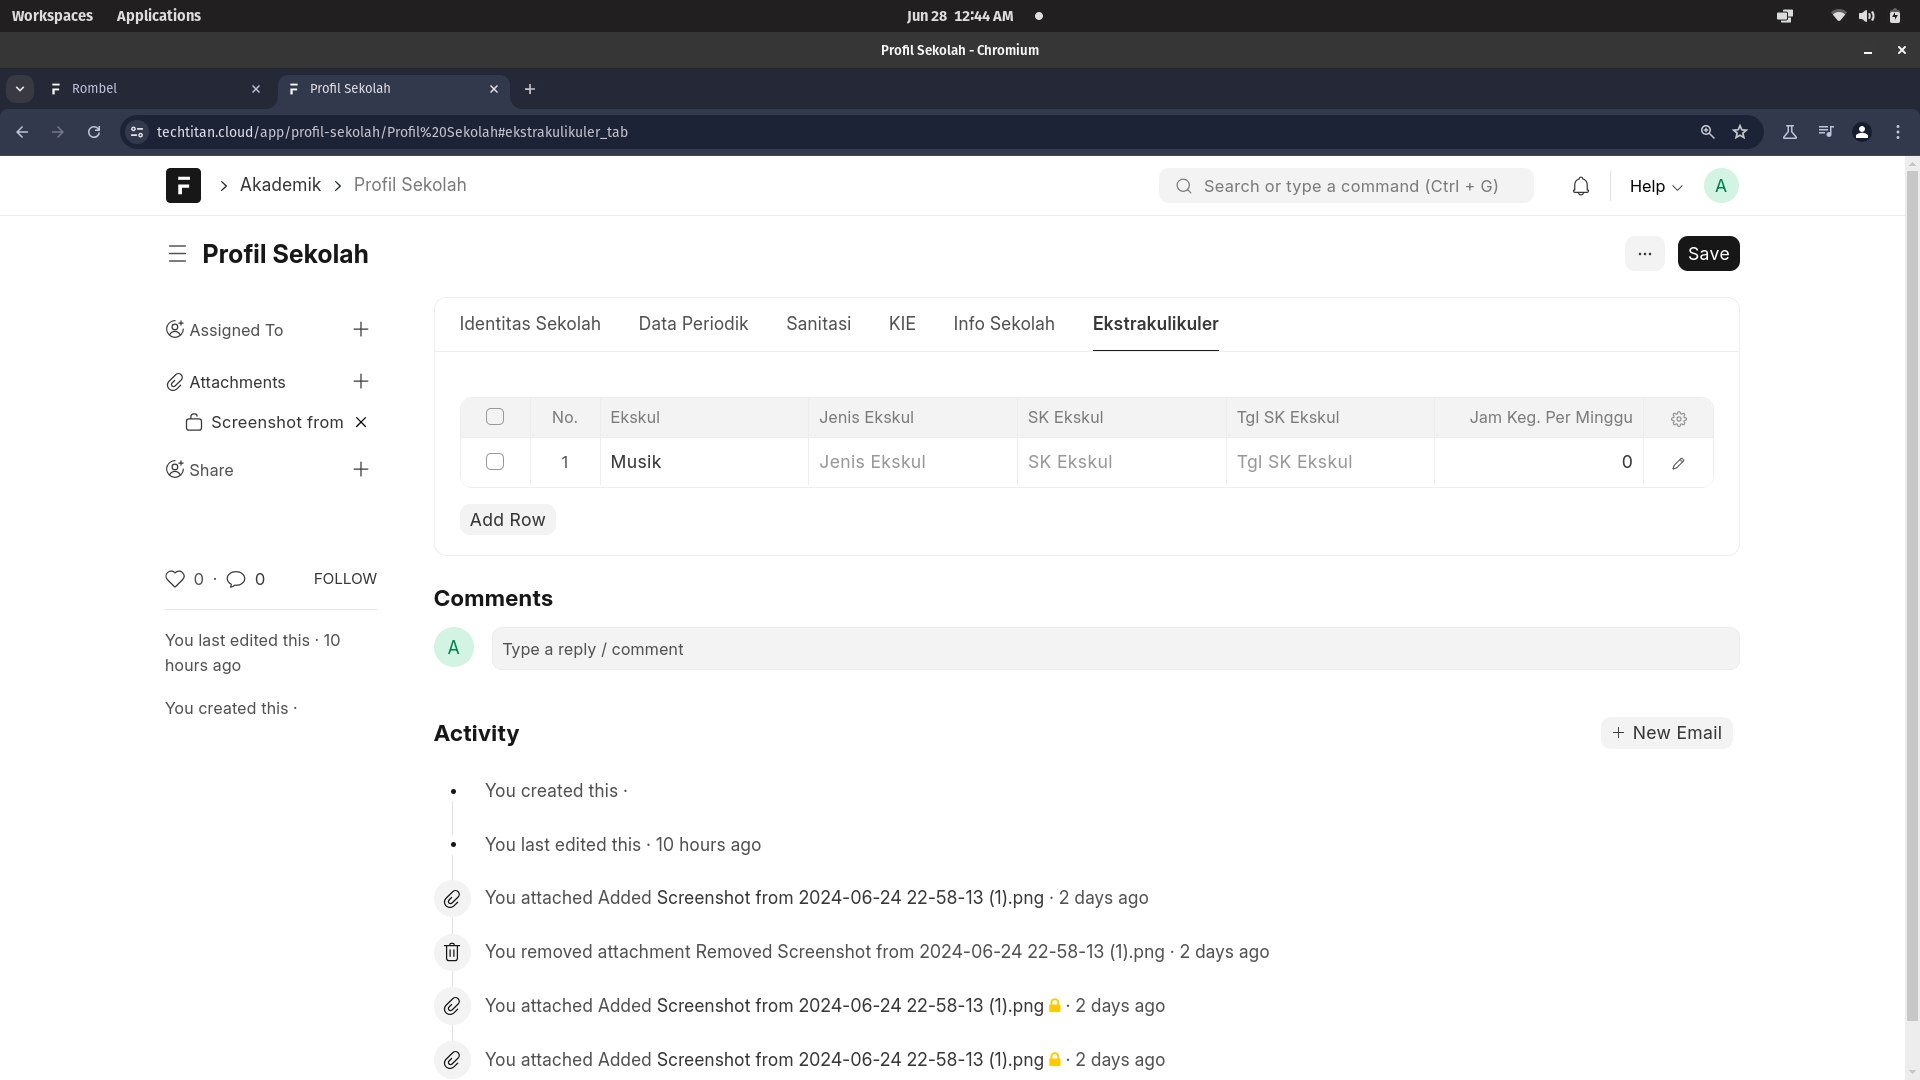 Workspaces Applications Jun 28 12:44 AM
Profil Sekolah - Chromium
Rombel Profil Sekolah
techtitan.cloud/app/profil-sekolah/Profil%20Sekolah#ekstrakulikuler_tab
Akademik Profil Sekolah Search or type a command (Ctrl + G) Help A
Profil Sekolah ... Save
Assigned To
Attachments
Screenshot from
Share
0 · 0 FOLLOW
You last edited this · 10
hours ago
You created this ·
Identitas Sekolah Data Periodik Sanitasi KIE Info Sekolah Ekstrakulikuler
No. Ekskul Jenis Ekskul SK Ekskul Tgl SK Ekskul Jam Keg. Per Minggu
1 Musik Jenis Ekskul SK Ekskul Tgl SK Ekskul 0
Add Row
Comments
A Type a reply / comment
Activity + New Email
You created this ·
You last edited this · 10 hours ago
You attached Added Screenshot from 2024-06-24 22-58-13 (1).png · 2 days ago
You removed attachment Removed Screenshot from 2024-06-24 22-58-13 (1).png · 2 days ago
You attached Added Screenshot from 2024-06-24 22-58-13 (1).png · 2 days ago
You attached Added Screenshot from 2024-06-24 22-58-13 (1).png · 2 days ago